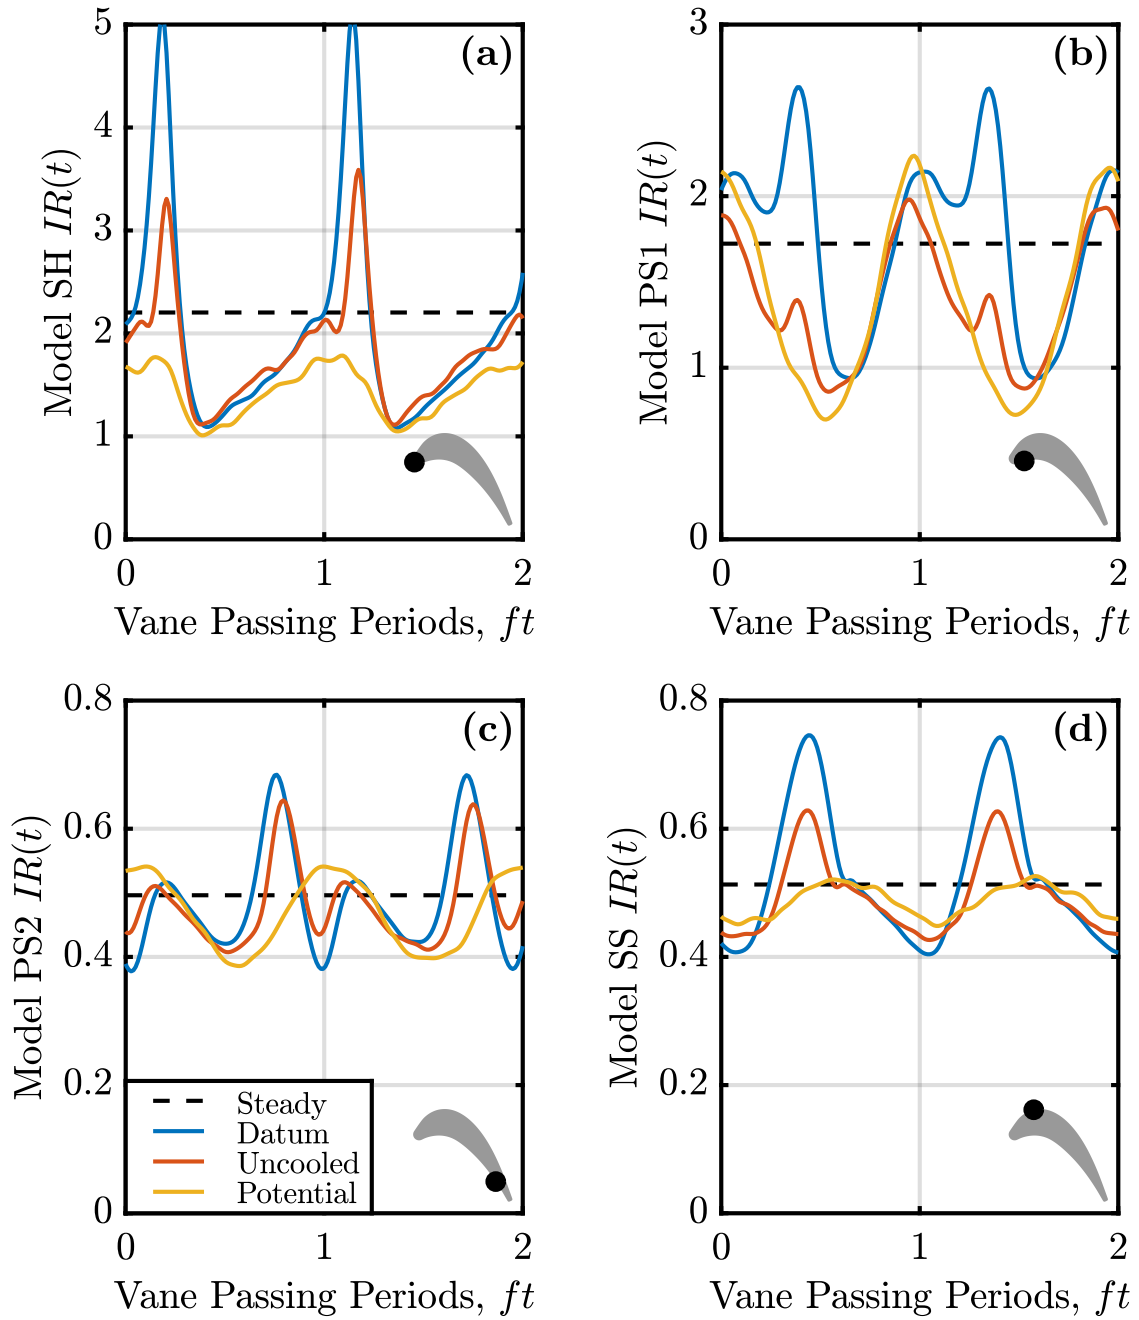 (a)
5
4
3
2
1
0
Model SH IR(t)
0 1 2
Vane Passing Periods, ft
(b)
3
2
1
0
Model PS1 IR(t)
0 1 2
Vane Passing Periods, ft
(c)
0.8
0.6
0.4
0.2
0
Model PS2 IR(t)
Steady
Datum
Uncooled
Potential
0 1 2
Vane Passing Periods, ft
(d)
0.8
0.6
0.4
0.2
0
Model SS IR(t)
0 1 2
Vane Passing Periods, ft